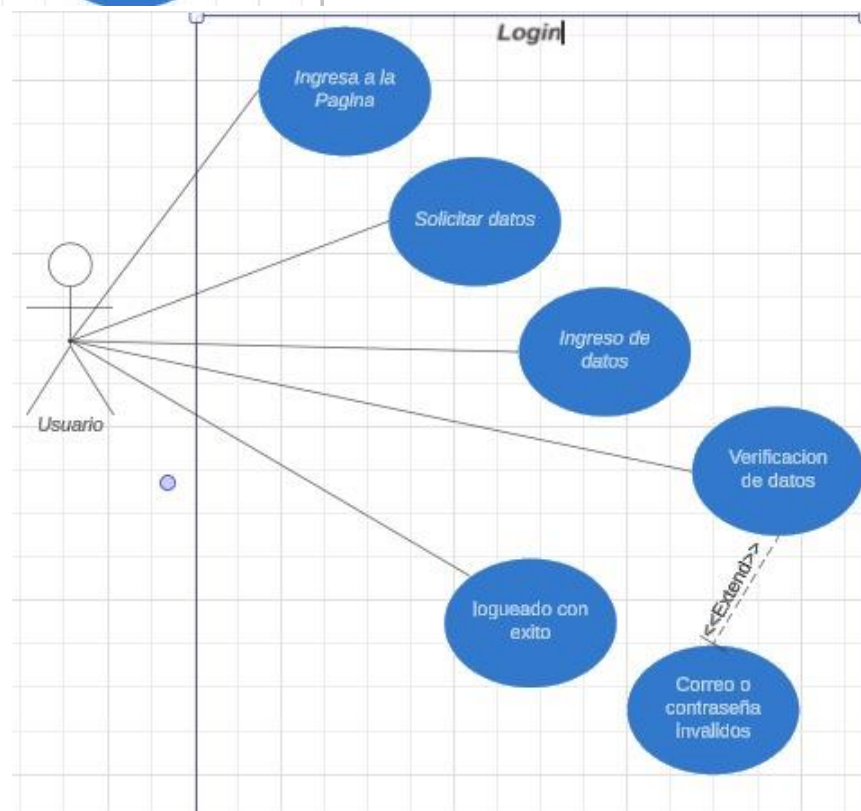 Login
Ingresa a la
Pagina
Solicitar datos
Ingreso de
datos
Usuario
Verificacion
de datos
<<Extend>>
logueado con
exito
Correo o
contraseña
invalidos